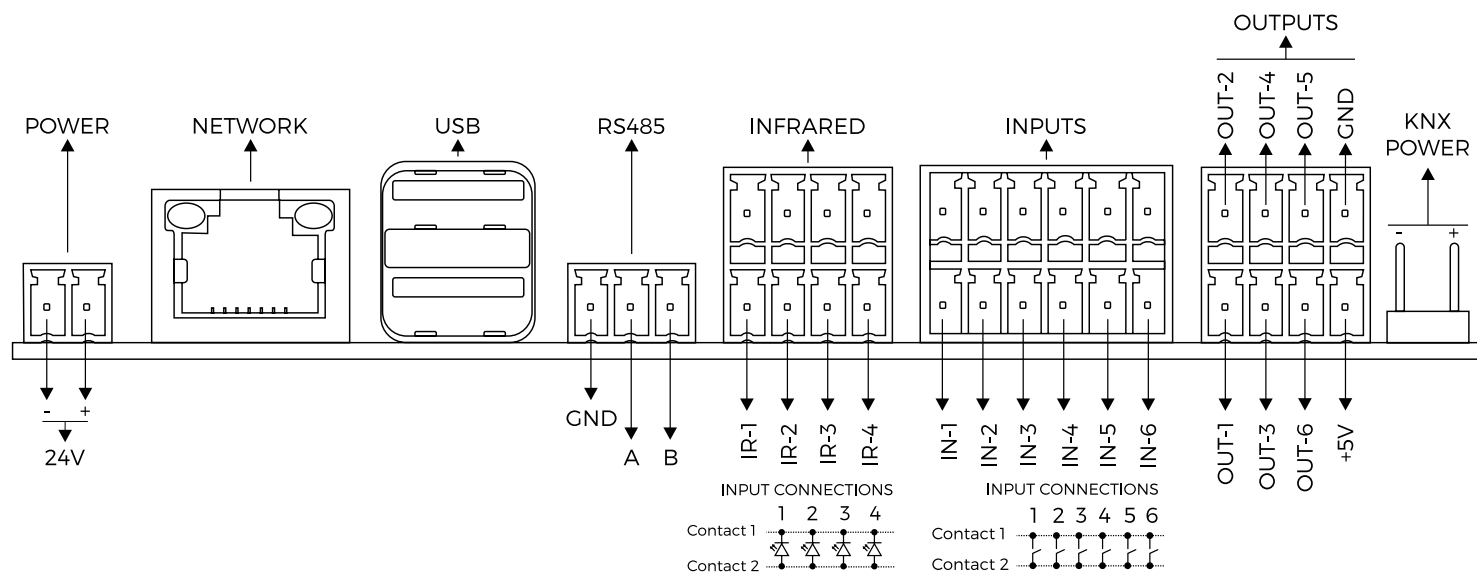 OUTPUTS
OUT-2
OUT-4
OUT-5
GND
POWER
NETWORK
USB
RS485
INFRARED
INPUTS
KNX
POWER
- +
- +
24V
GND
A
B
IR-1
IR-2
IR-3
IR-4
IN-1
IN-2
IN-3
IN-4
IN-5
IN-6
OUT-1
OUT-3
OUT-6
+5V
INPUT CONNECTIONS
1 2 3 4
Contact 1
Contact 2
INPUT CONNECTIONS
1 2 3 4 5 6
Contact 1
Contact 2